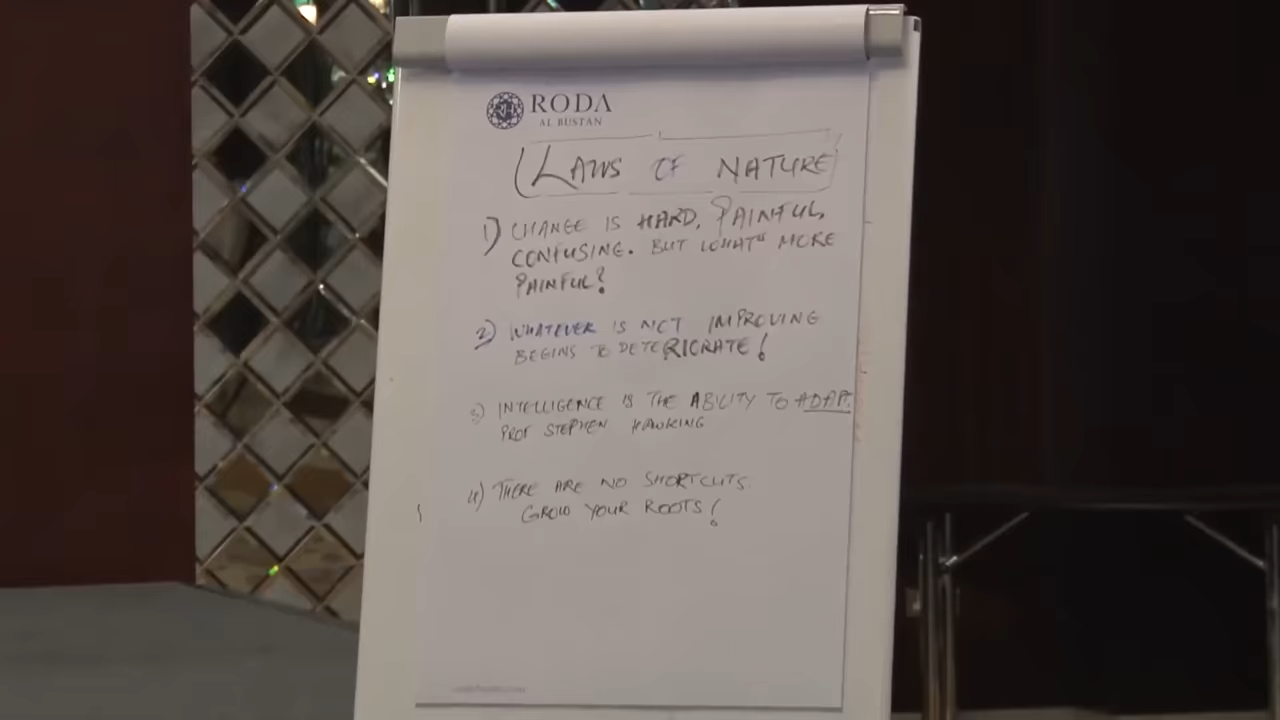 RODA
AL BUSTAN
LAWS OF NATURE
1) CHANGE IS HARD, PAINFUL,
CONFUSING. BUT WHAT'S MORE
PAINFUL?
2) WHATEVER IS NOT IMPROVING
BEGINS TO DETERIORATE!
3) INTELLIGENCE IS THE ABILITY TO ADAPT.
PROF STEPHEN HAWKING
4) THERE ARE NO SHORTCUTS.
GROW YOUR ROOTS!